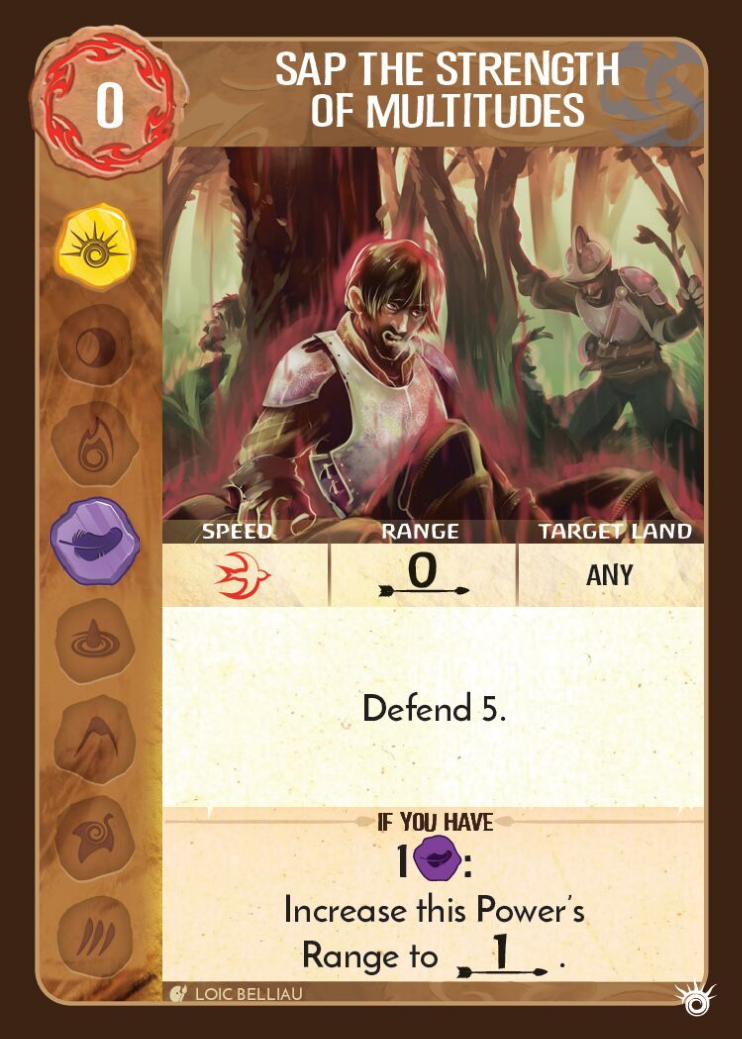 0
SAP THE STRENGTH
OF MULTITUDES
SPEED RANGE TARGET LAND
0 ANY
Defend 5.
IF YOU HAVE
1 :
Increase this Power's
Range to 1 .
LOIC BELLIAU